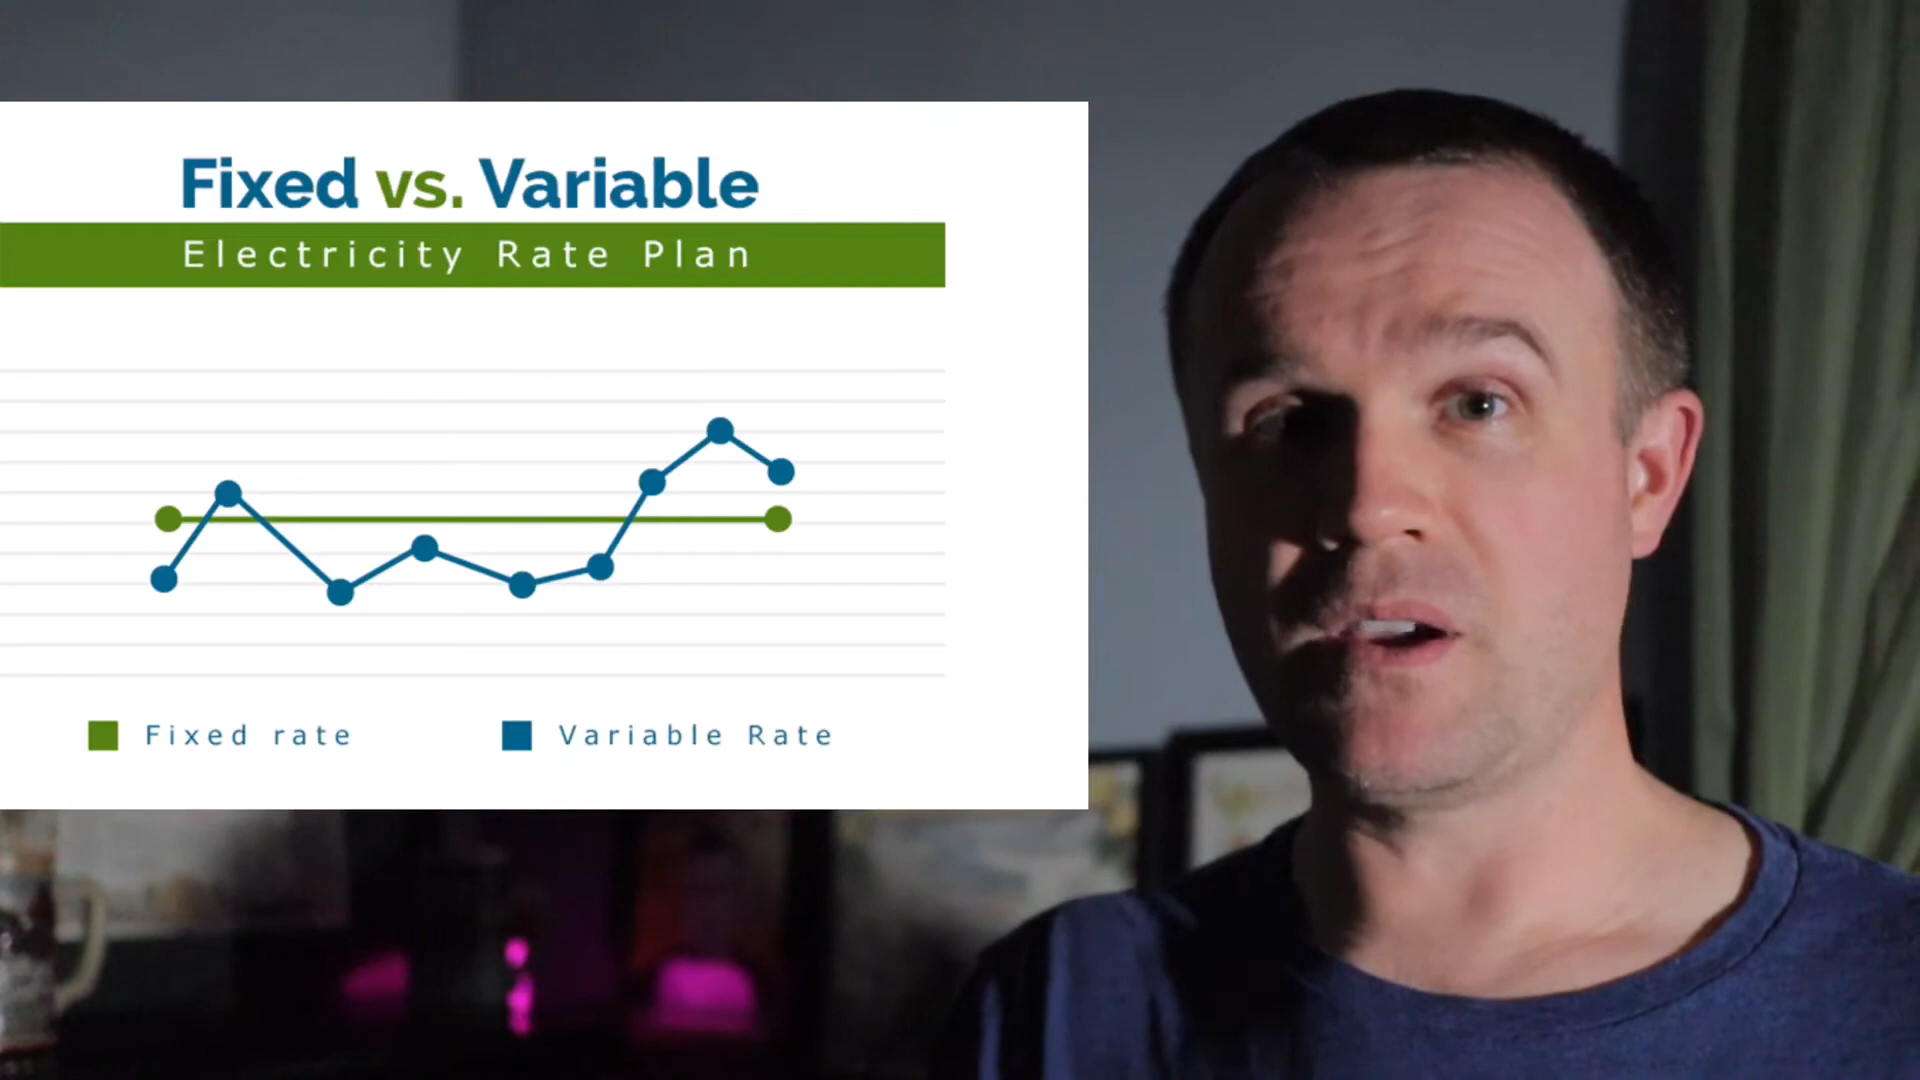 Fixed vs. Variable
Electricity Rate Plan
Fixed rate
Variable Rate